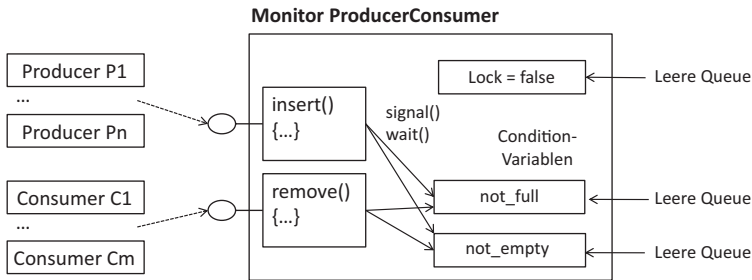 Monitor ProducerConsumer
Producer P1
...
Producer Pn
Consumer C1
...
Consumer Cm
insert()
{...}
remove()
{...}
signal()
wait()
Lock = false
Condition-
Variablen
not_full
not_empty
Leere Queue
Leere Queue
Leere Queue